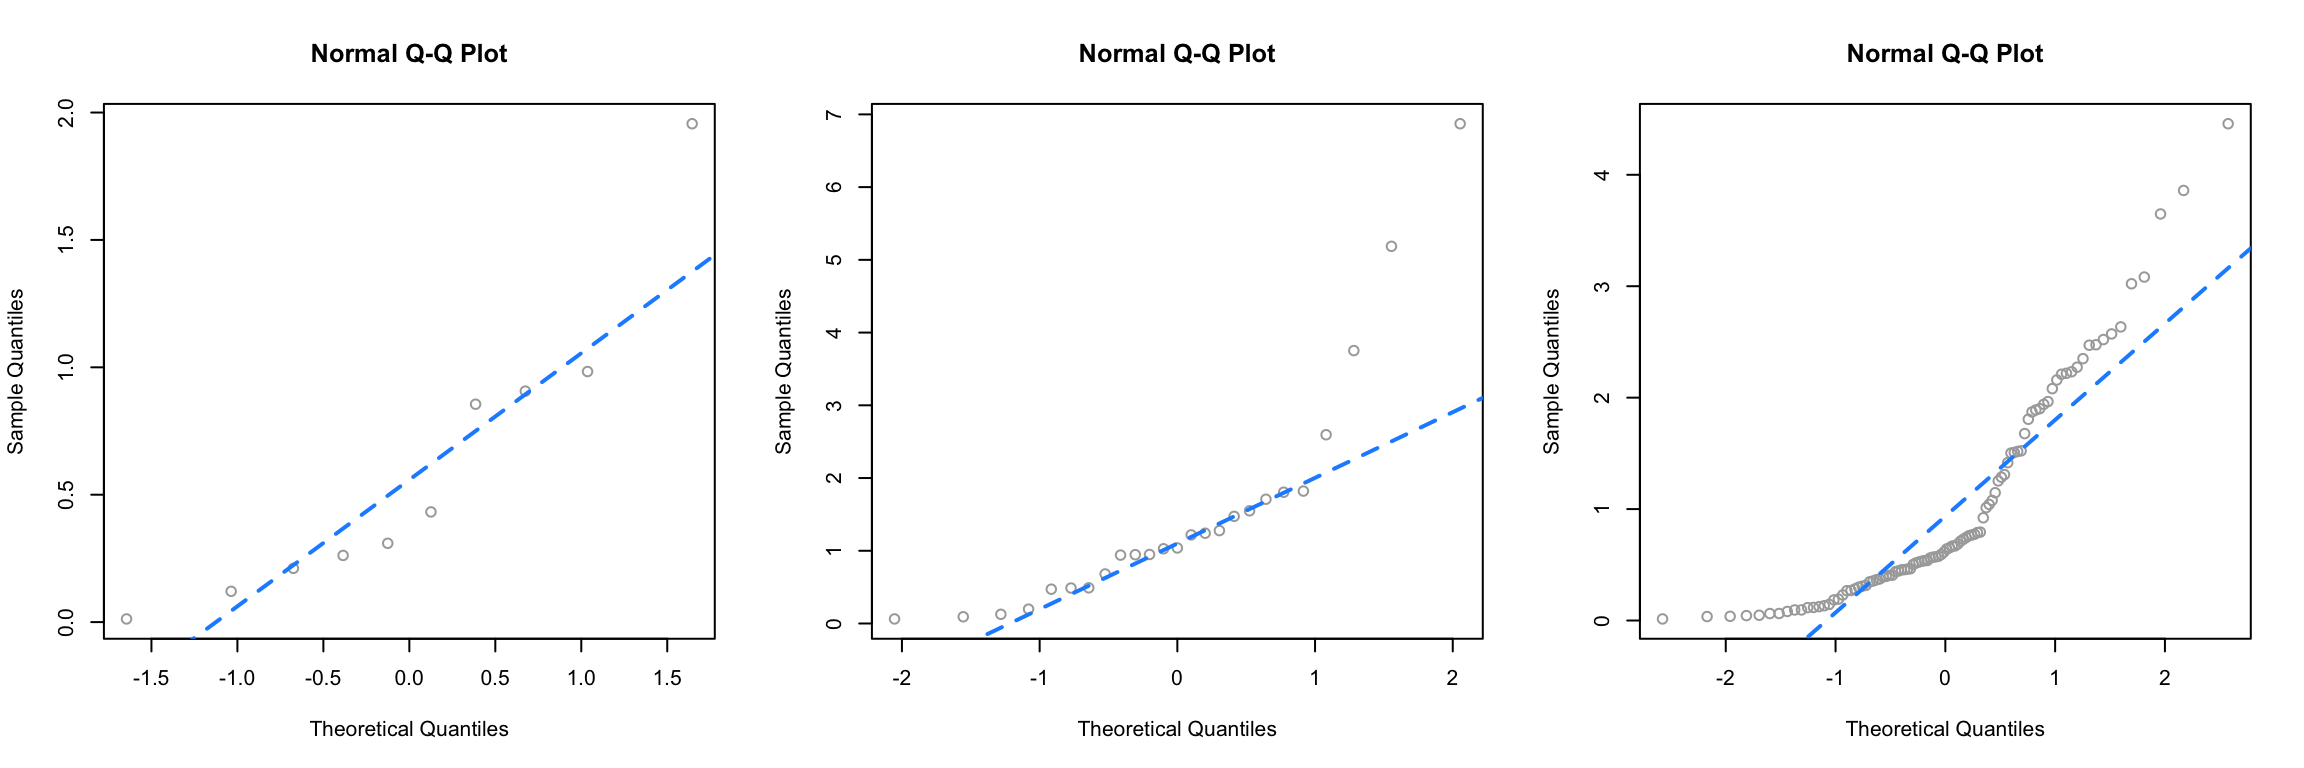 Normal Q-Q Plot
Sample Quantiles
2.0
1.5
1.0
0.5
0.0
-1.5 -1.0 -0.5 0.0 0.5 1.0 1.5
Theoretical Quantiles
Normal Q-Q Plot
Sample Quantiles
7
6
5
4
3
2
1
0
-2 -1 0 1 2
Theoretical Quantiles
Normal Q-Q Plot
Sample Quantiles
4
3
2
1
0
-2 -1 0 1 2
Theoretical Quantiles